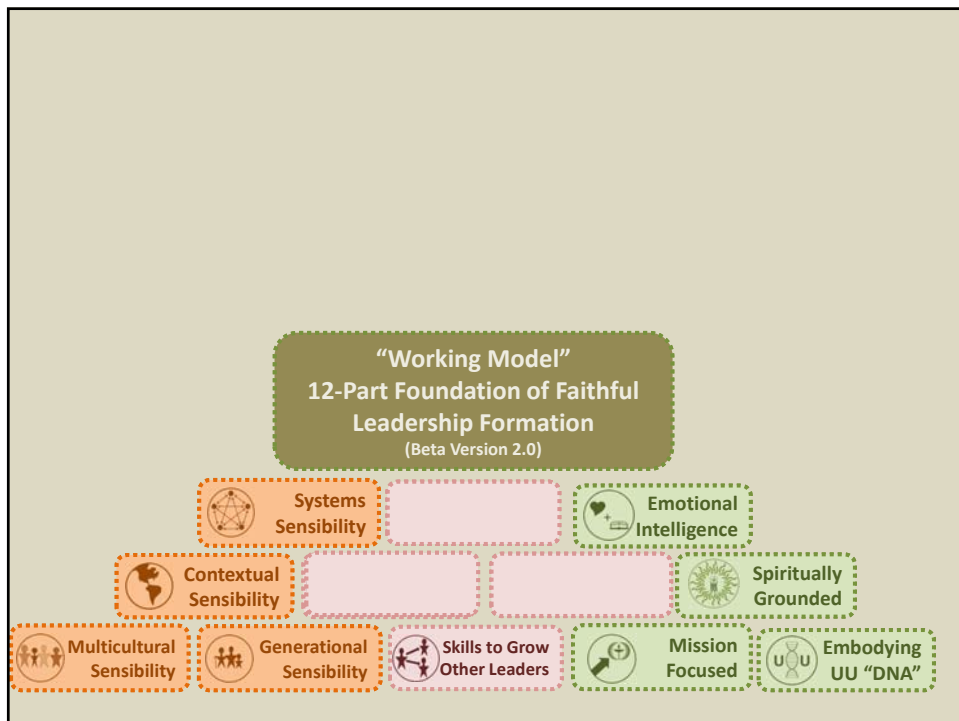 “Working Model”
12-Part Foundation of Faithful
Leadership Formation
(Beta Version 2.0)
Systems
Sensibility
Emotional
Intelligence
Contextual
Sensibility
Spiritually
Grounded
Multicultural
Sensibility
Generational
Sensibility
Skills to Grow
Other Leaders
Mission
Focused
U U
Embodying
UU “DNA”